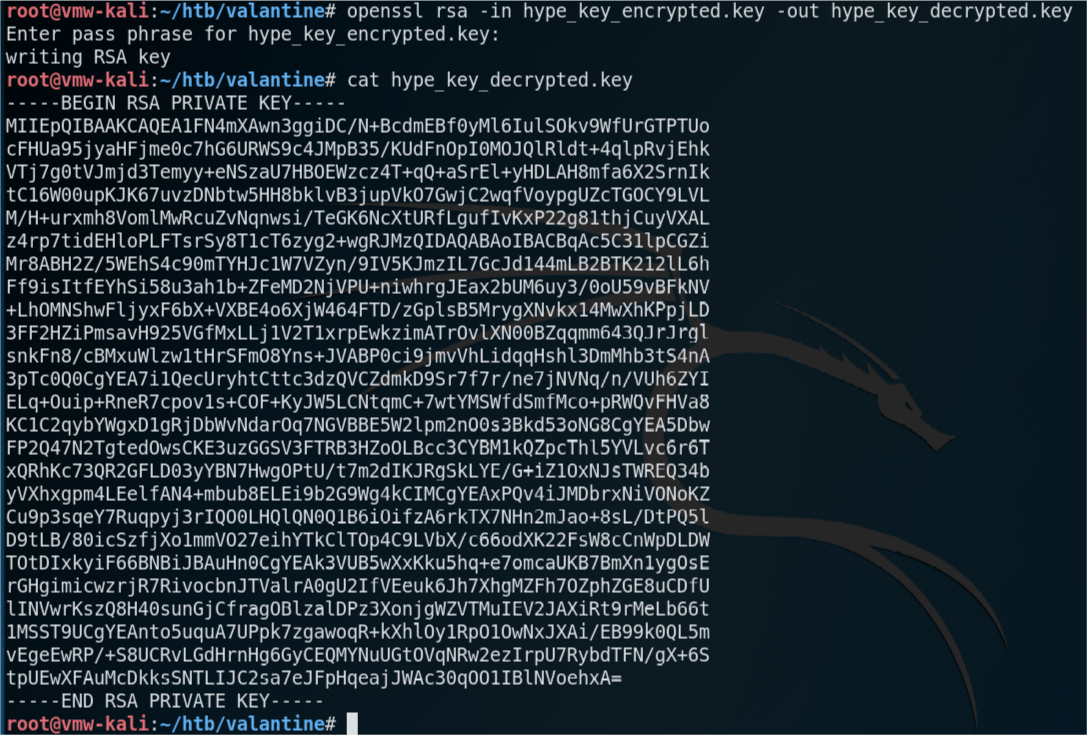 root@vmw-kali:~/htb/valantine# openssl rsa -in hype_key_encrypted.key -out hype_key_decrypted.key
Enter pass phrase for hype_key_encrypted.key:
writing RSA key
root@vmw-kali:~/htb/valantine# cat hype_key_decrypted.key
-----BEGIN RSA PRIVATE KEY-----
MIIEpQIBAAKCAQEA1FN4mXAwn3ggiDC/N+BcdmEBf0yMl6IulSOkv9WfUrGTPTUo
cFHUa95jyaHFjme0c7hG6URWS9c4JMpB35/KUdFnOpI0MOJQlRldt+4qlpRvjEhk
VTj7g0tVJmjd3Temyy+eNSzaU7HBOEWzcz4T+qQ+aSrEl+yHDLAH8mfa6X2SrnIk
tC16W00upKJK67uvzDNbtw5HH8bklvB3jupVkO7GwjC2wqfVoypgUZcTGOCY9LVL
M/H+urxmh8VomlMwRcuZvNqnwsi/TeGK6NcXtURfLgufIvKxP22g81thjCuyVXAL
z4rp7tidEHloPLFTsrSy8T1cT6zyg2+wgRJMzQIDAQABAoIBACBqAc5C31lpCGZi
Mr8ABH2Z/5WEhS4c90mTYHJc1W7VZyn/9IV5KJmzIL7GcJd144mLB2BTK212lL6h
Ff9isItfEYhSi58u3ah1b+ZFeMD2NjVPU+niwhrgJEax2bUM6uy3/0oU59vBFkNV
+LhOMNShwFljyxF6bX+VXBE4o6XjW464FTD/zGplsB5MrygXNvkx14MwXhKPpjLD
3FF2HZiPmsavH925VGfMxLLj1V2T1xrpEwkzimATrOvlXN00BZqqmm643QJrJrgl
snkFn8/cBMxuWlzw1tHrSFmO8Yns+JVABP0ci9jmvVhLidqqHshl3DmMhb3tS4nA
3pTc0Q0CgYEA7i1QecUryhtCttc3dzQVCZdmkD9Sr7f7r/ne7jNVNq/n/VUh6ZYI
ELq+Ouip+RneR7cpov1s+COF+KyJW5LCNtqmC+7wtYMSWfdSmfMco+pRWQvFHVa8
KC1C2qybYWgxD1gRjDbWvNdarOq7NGVBBE5W2lpm2nO0s3Bkd53oNG8CgYEA5Dbw
FP2Q47N2TgtedOwsCKE3uzGGSV3FTRB3HZoOLBcc3CYBM1kQZpcThl5YVLvc6r6T
xQRhKc73QR2GFLD03yYBN7HwgOPtU/t7m2dIKJRgSkLYE/G+iZ1OxNJsTWREQ34b
yVXhxgpm4LEelfAN4+mbub8ELEi9b2G9Wg4kCIMCgYEAxPQv4iJMDbrxNiVONoKZ
Cu9p3sqeY7Ruqpyj3rIQO0LHQlQN0Q1B6iOifzA6rkTX7NHn2mJao+8sL/DtPQ5l
D9tLB/80icSzfjXo1mmVO27eihYTkClTOp4C9LVbX/c66odXK22FsW8cCnWpDLDW
TOtDIxkyiF66BNBiJBAuHn0CgYEAk3VUB5wXxKku5hq+e7omcaUKB7BmXn1ygOsE
rGHgimicwzrjR7RivocbnJTValrA0gU2IfVEeuk6Jh7XhgMZFh7OZphZGE8uCDfU
lINVwrKszQ8H40sunGjCfragOBlzalDPz3XonjgWZVTMuIEV2JAXiRt9rMeLb66t
1MSST9UCgYEAnto5uquA7UPpk7zgawoqR+kXhlOy1RpO1OwNxJXAi/EB99k0QL5m
vEgeEwRP/+S8UCRvLGdHrnHg6GyCEQMYNuUGtOVqNRw2ezIrpU7RybdTFN/gX+6S
tpUEwXFAuMcDkksSNTLIJC2sa7eJFpHqeajJWAc30qOO1IBlNVoehxA=
-----END RSA PRIVATE KEY-----
root@vmw-kali:~/htb/valantine#